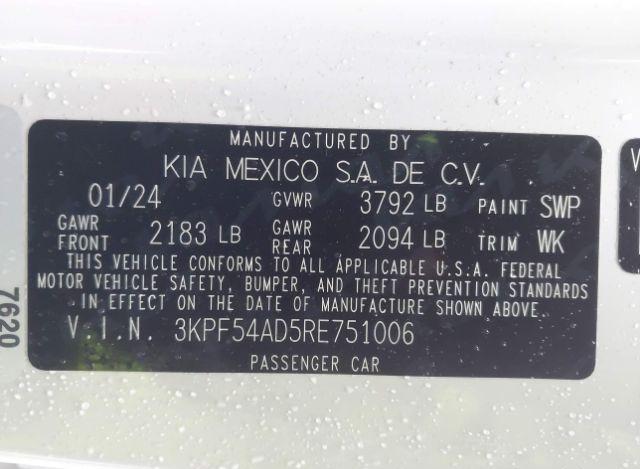 MANUFACTURED BY
KIA MEXICO S.A. DE C.V.
01/24 GVWR 3792 LB PAINT SWP
GAWR FRONT 2183 LB GAWR REAR 2094 LB TRIM WK
THIS VEHICLE CONFORMS TO ALL APPLICABLE U.S.A. FEDERAL
MOTOR VEHICLE SAFETY, BUMPER, AND THEFT PREVENTION STANDARDS
IN EFFECT ON THE DATE OF MANUFACTURE SHOWN ABOVE.
V.I.N. 3KPF54AD5RE751006
PASSENGER CAR
7620